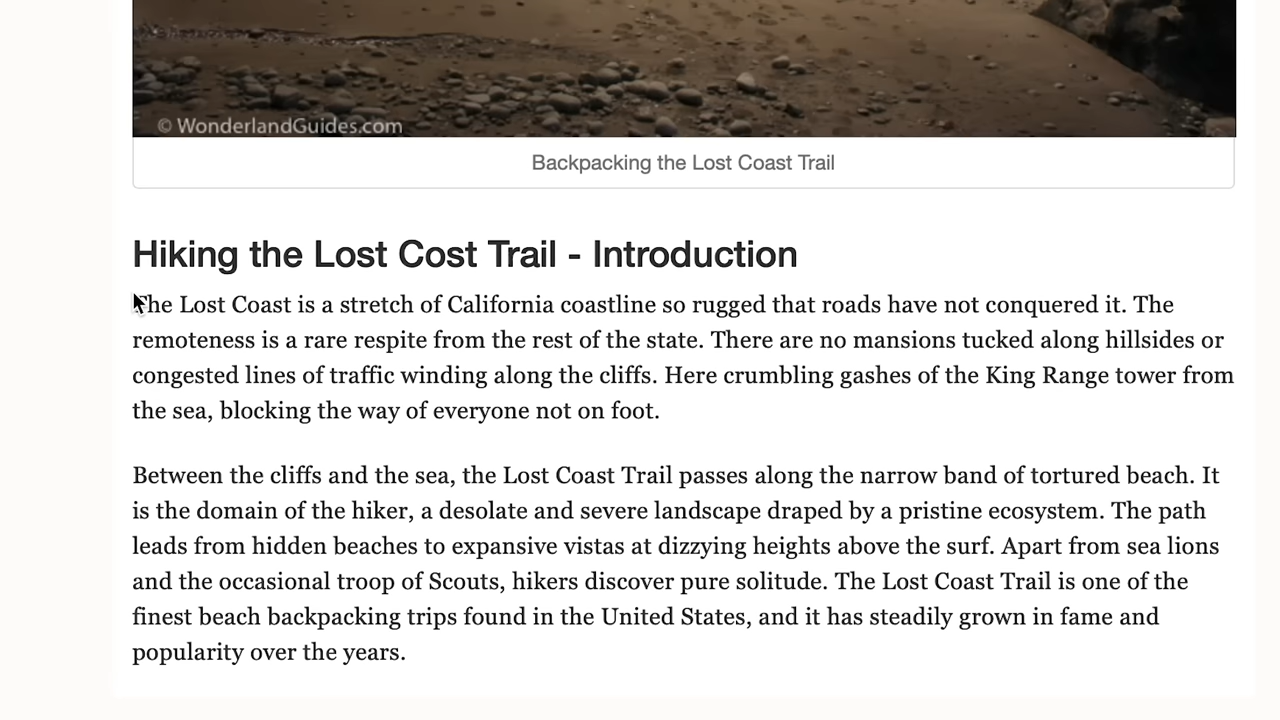 © WonderlandGuides.com
Backpacking the Lost Coast Trail
Hiking the Lost Cost Trail - Introduction
The Lost Coast is a stretch of California coastline so rugged that roads have not conquered it. The
remoteness is a rare respite from the rest of the state. There are no mansions tucked along hillsides or
congested lines of traffic winding along the cliffs. Here crumbling gashes of the King Range tower from
the sea, blocking the way of everyone not on foot.
Between the cliffs and the sea, the Lost Coast Trail passes along the narrow band of tortured beach. It
is the domain of the hiker, a desolate and severe landscape draped by a pristine ecosystem. The path
leads from hidden beaches to expansive vistas at dizzying heights above the surf. Apart from sea lions
and the occasional troop of Scouts, hikers discover pure solitude. The Lost Coast Trail is one of the
finest beach backpacking trips found in the United States, and it has steadily grown in fame and
popularity over the years.